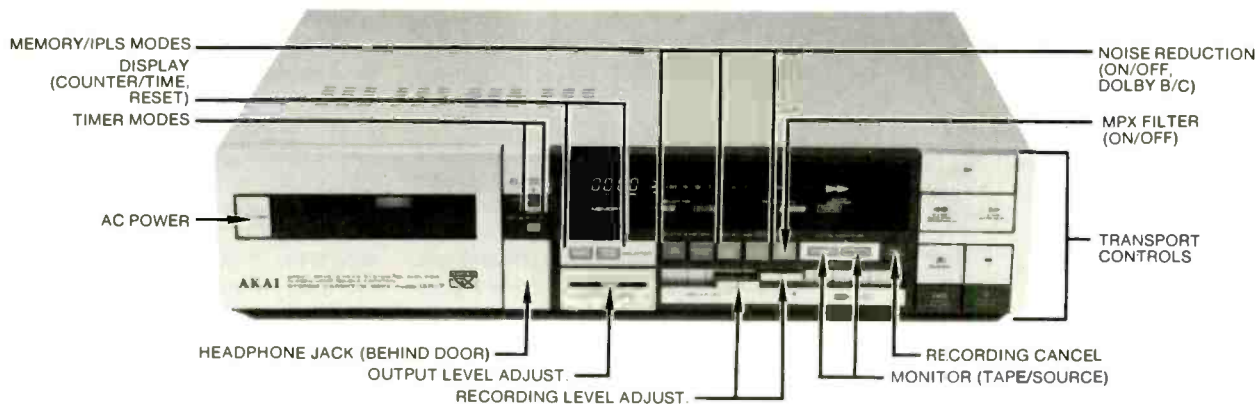 MEMORY/IPLS MODES
DISPLAY
(COUNTER/TIME,
RESET)
TIMER MODES
AC POWER
NOISE REDUCTION
(ON/OFF,
DOLBY B/C)
MPX FILTER
(ON/OFF)
TRANSPORT
CONTROLS
AKAI
HEADPHONE JACK (BEHIND DOOR)
OUTPUT LEVEL ADJUST.
RECORDING LEVEL ADJUST.
RECORDING CANCEL
MONITOR (TAPE/SOURCE)